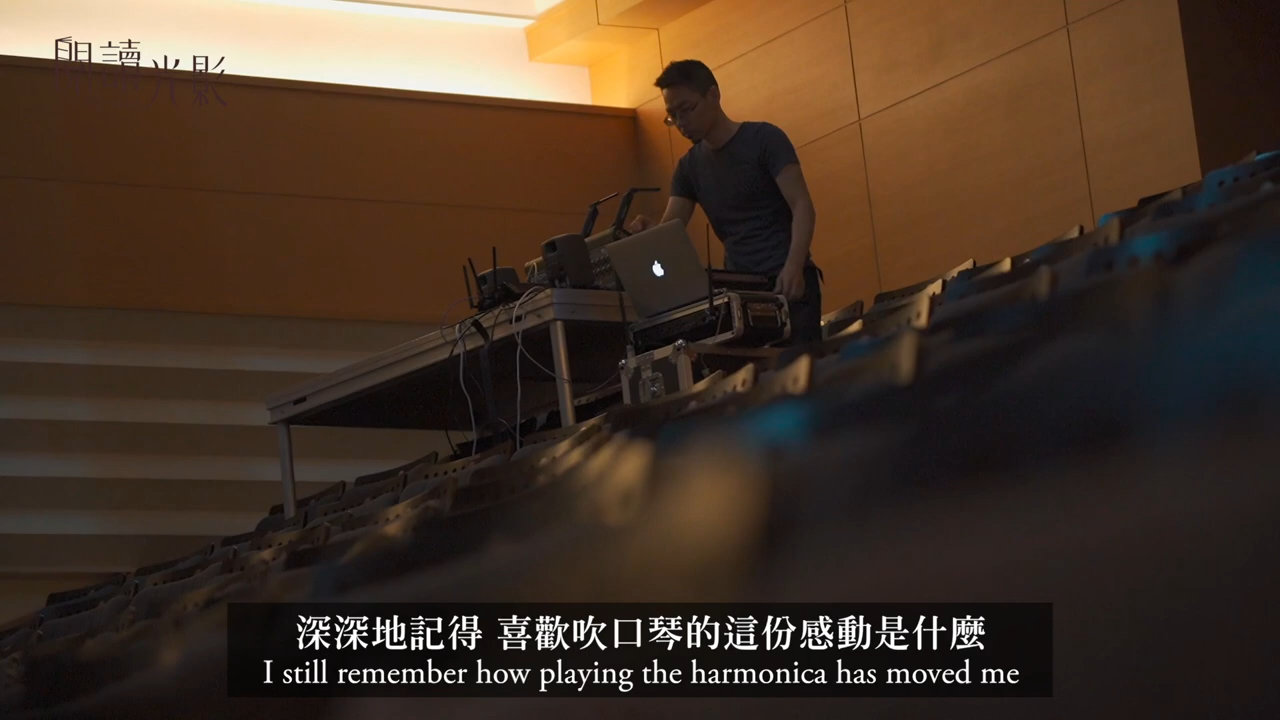 閱讀光影
深深地記得 喜歡吹口琴的這份感動是什麼
I still remember how playing the harmonica has moved me